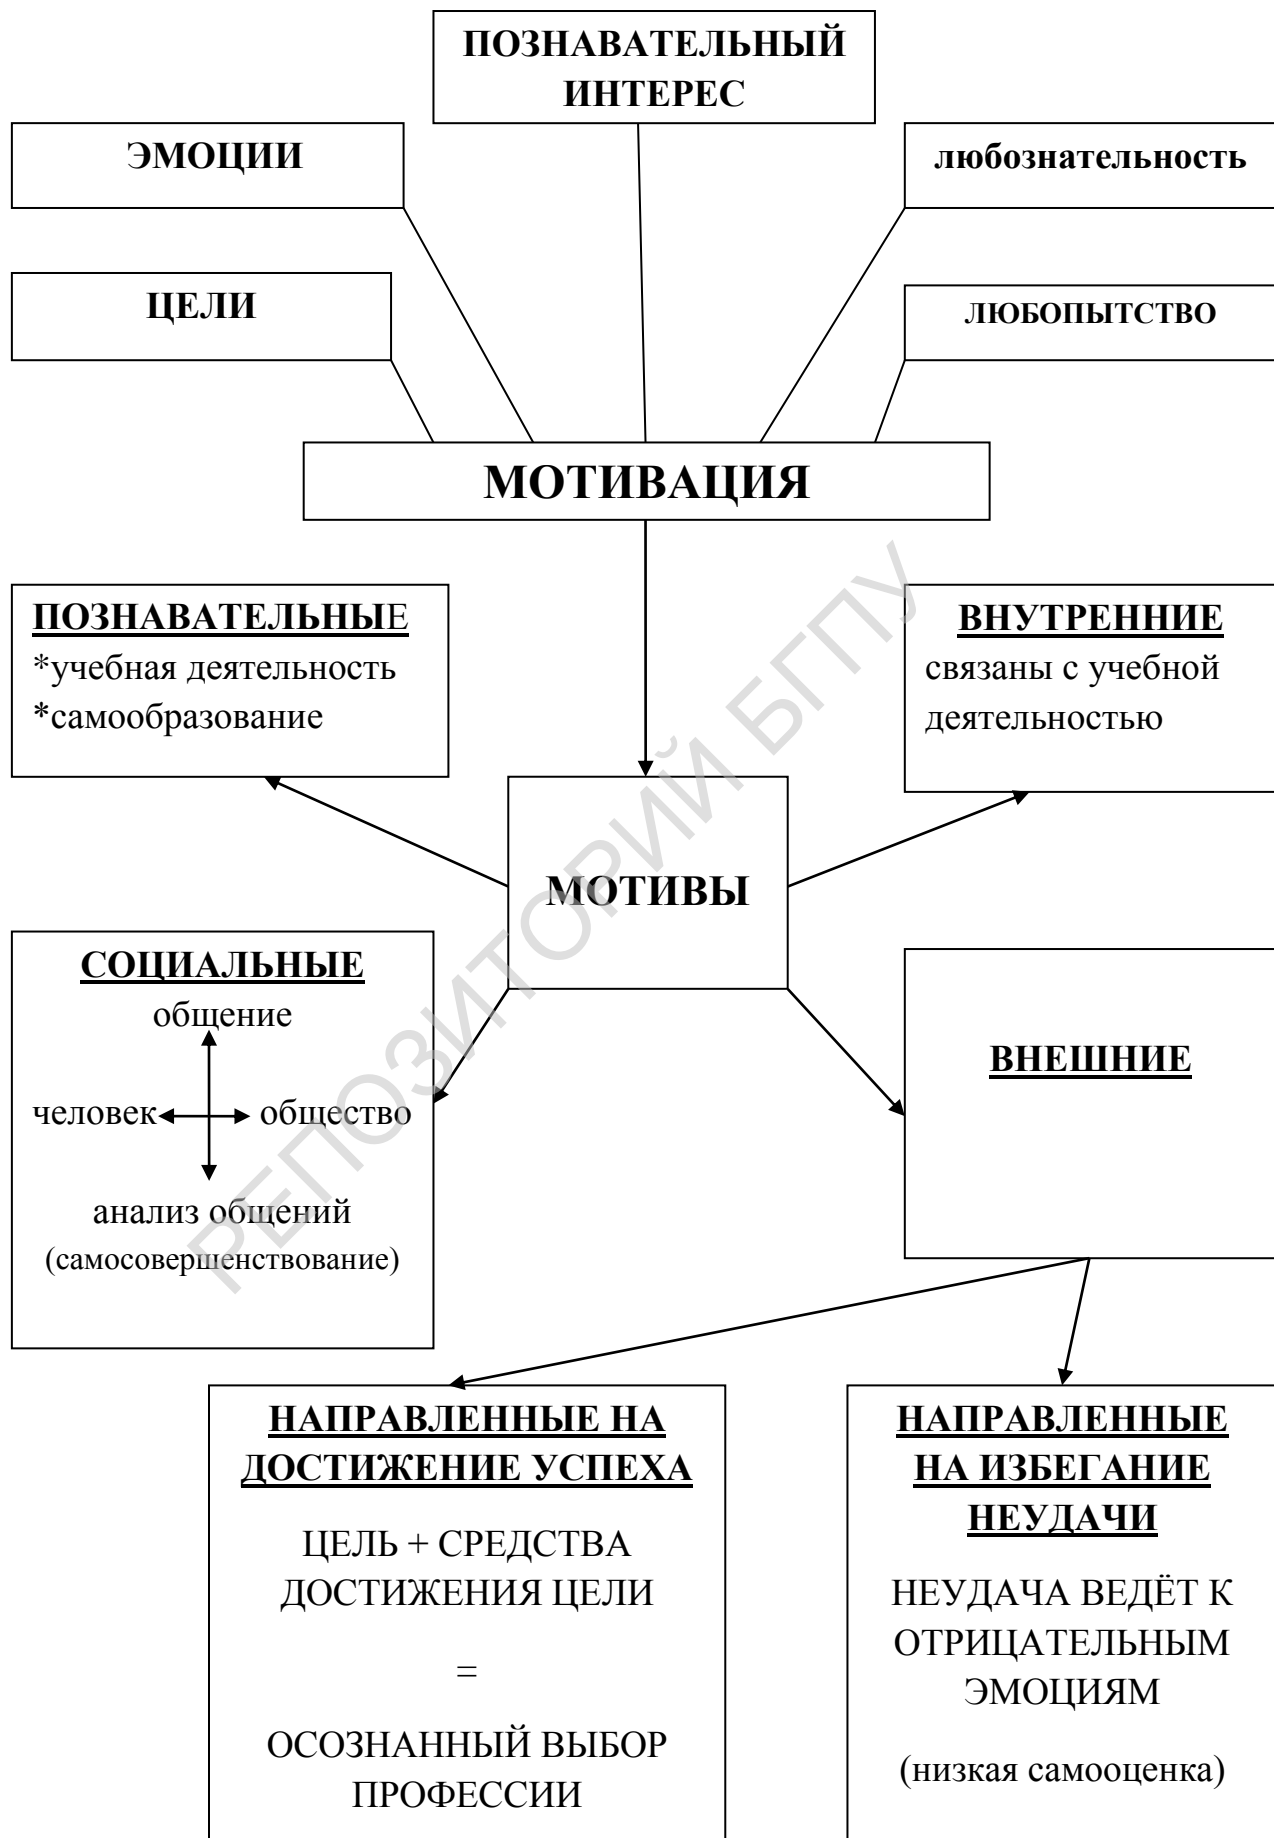 ПОЗНАВАТЕЛЬНЫЙ
ИНТЕРЕС
ЭМОЦИИ
любознательность
ЦЕЛИ
ЛЮБОПЫТСТВО
МОТИВАЦИЯ
ПОЗНАВАТЕЛЬНЫЕ
*учебная деятельность
*самообразование
ВНУТРЕННИЕ
связаны с учебной
деятельностью
МОТИВЫ
СОЦИАЛЬНЫЕ
общение
человек общество
анализ общений
(самосовершенствование)
ВНЕШНИЕ
НАПРАВЛЕННЫЕ НА
ДОСТИЖЕНИЕ УСПЕХА
ЦЕЛЬ + СРЕДСТВА
ДОСТИЖЕНИЯ ЦЕЛИ
=
ОСОЗНАННЫЙ ВЫБОР
ПРОФЕССИИ
НАПРАВЛЕННЫЕ
НА ИЗБЕГАНИЕ
НЕУДАЧИ
НЕУДАЧА ВЕДЁТ К
ОТРИЦАТЕЛЬНЫМ
ЭМОЦИЯМ
(низкая самооценка)
РЕПОЗИТОРИЙ БГПУ